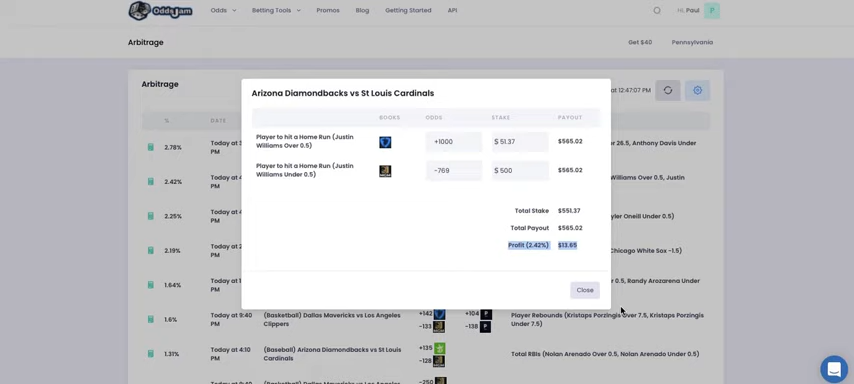 OddsJam
Odds
Betting Tools
Promos
Blog
Getting Started
API
Hi, Paul
P
Arbitrage
Get $40
Pennsylvania
Arbitrage
at 12:47:07 PM
Arizona Diamondbacks vs St Louis Cardinals
BOOKS ODDS STAKE PAYOUT
Player to hit a Home Run (Justin
Williams Over 0.5)
+1000 $ 51.37 $565.02
Player to hit a Home Run (Justin
Williams Under 0.5)
-769 $ 500 $565.02
Total Stake $551.37
Total Payout $565.02
Profit (2.42%) $13.65
Close
% DATE
2.78% Today at 3
PM
26.5, Anthony Davis Under
2.42% Today at 4
PM
Williams Over 0.5), Justin
2.25% Today at 4
PM
Tyler Oneill Under 0.5)
2.19% Today at
PM
Chicago White Sox -1.5)
1.64% Today at
PM
r 0.5, Randy Arozarena Under
1.6% Today at 9:40
PM
(Basketball) Dallas Mavericks vs Los Angeles
Clippers
+142
-133
+104 P
-138 P
Player Rebounds (Kristaps Porzingis Over 7.5, Kristaps Porzingis
Under 7.5)
1.31% Today at 4:10
PM
(Baseball) Arizona Diamondbacks vs St Louis
Cardinals
+135
-128
Total RBIs (Nolan Arenado Over 0.5, Nolan Arenado Under 0.5)
-250